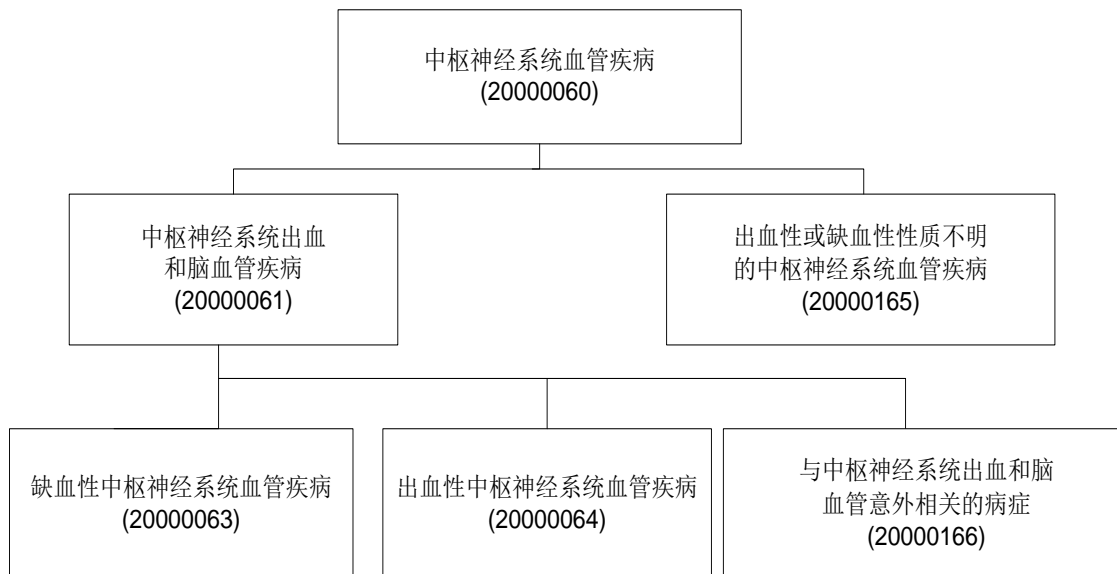 中枢神经系统血管疾病
(20000060)
中枢神经系统出血
和脑血管疾病
(20000061)
出血性或缺血性性质不明
的中枢神经系统血管疾病
(20000165)
缺血性中枢神经系统血管疾病
(20000063)
出血性中枢神经系统血管疾病
(20000064)
与中枢神经系统出血和脑
血管意外相关的病症
(20000166)